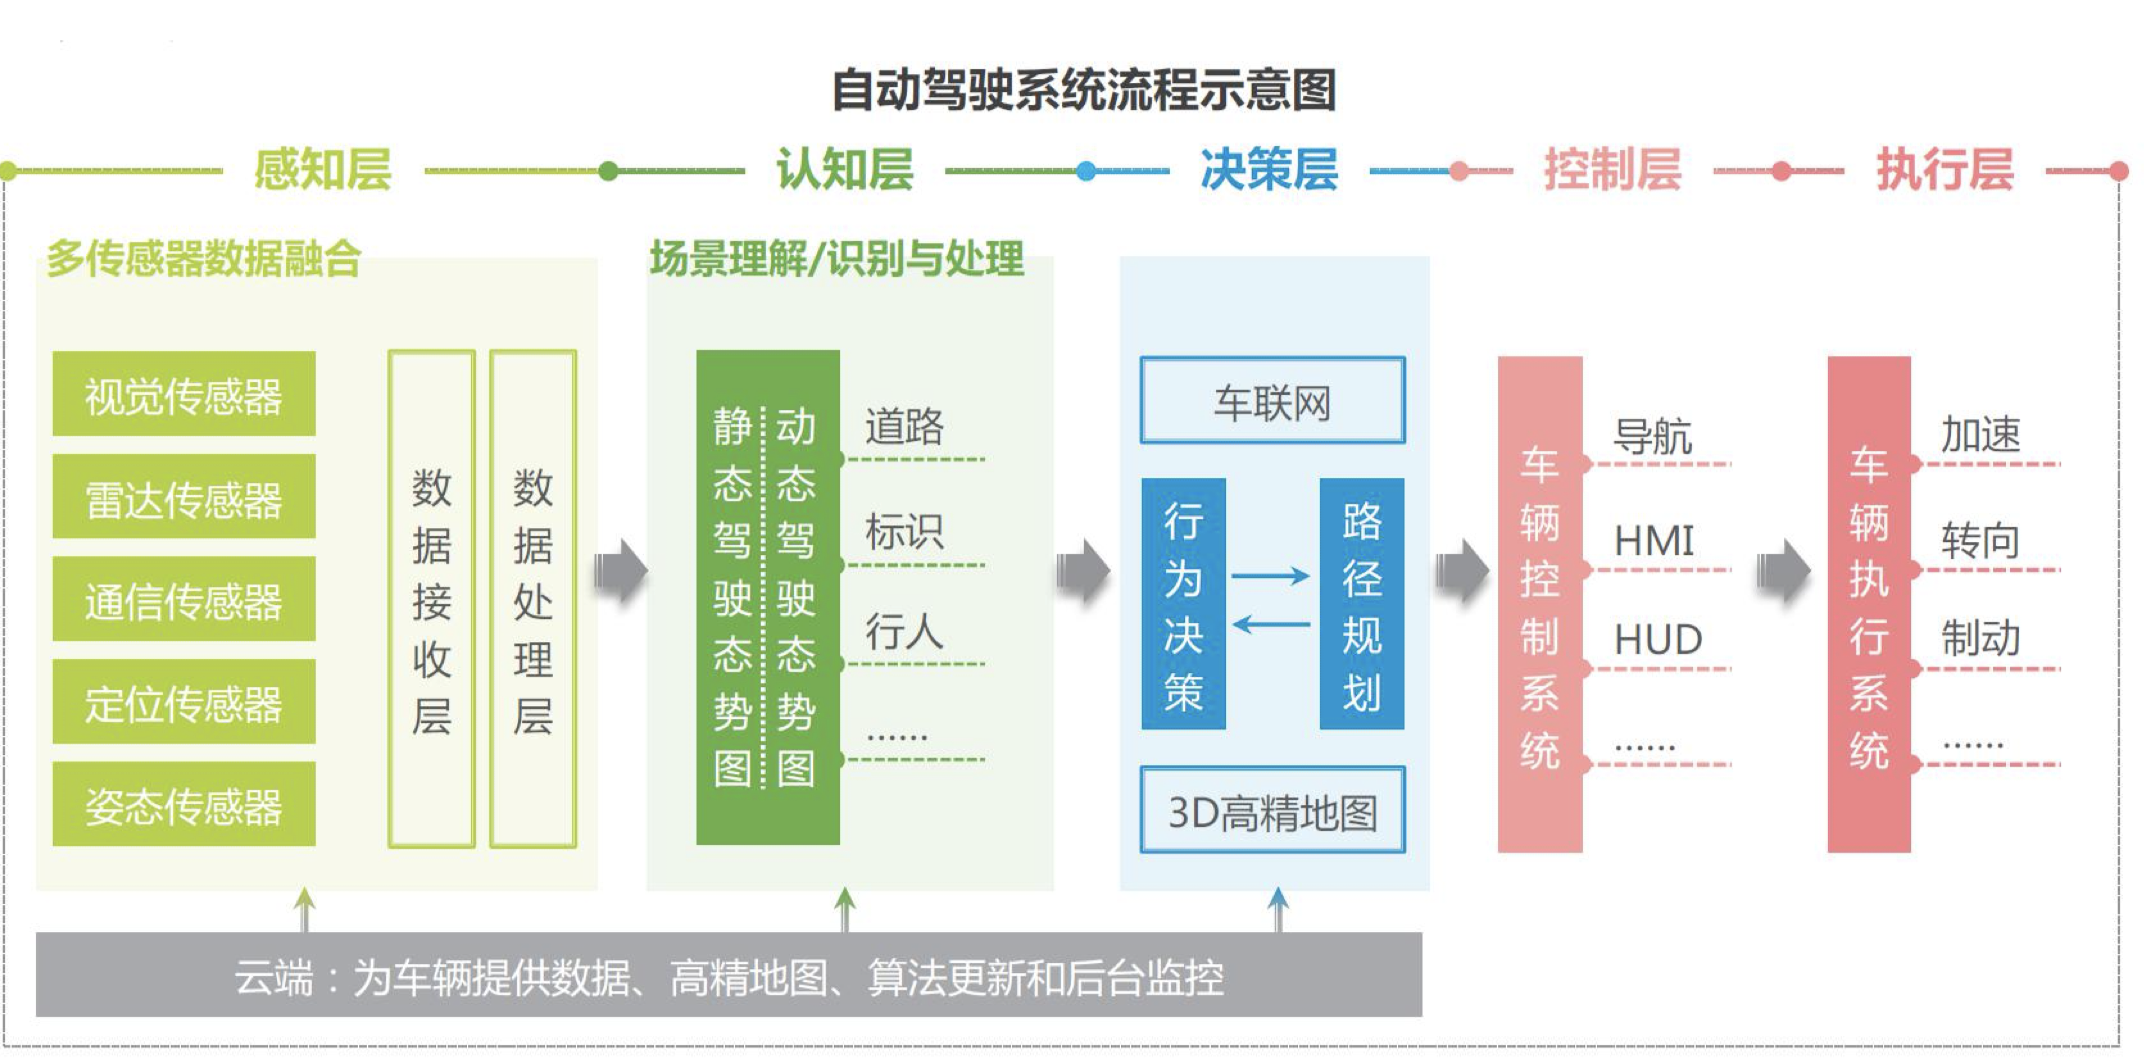 自动驾驶系统流程示意图
感知层
认知层
决策层
控制层
执行层
多传感器数据融合
视觉传感器
雷达传感器
通信传感器
定位传感器
姿态传感器
数据接收层
数据处理层
场景理解/识别与处理
静态驾驶态势图
动态驾驶态势图
道路
标识
行人
......
车联网
行为决策
路径规划
3D高精地图
车辆控制系统
导航
HMI
HUD
......
车辆执行系统
加速
转向
制动
......
云端：为车辆提供数据、高精地图、算法更新和后台监控